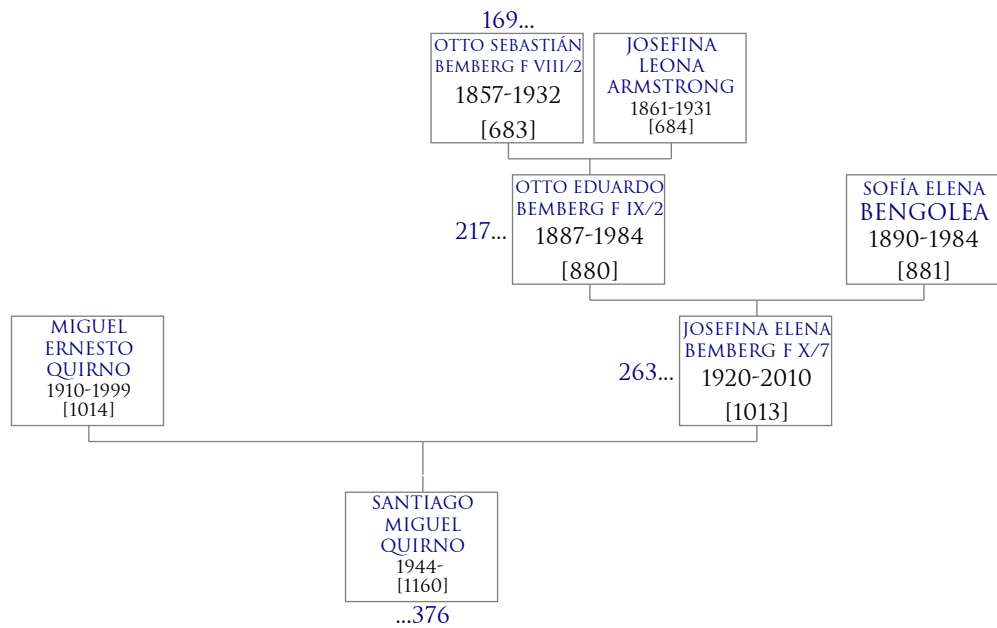 169...
OTTO SEBASTIÁN
BEMBERG F VIII/2
1857-1932
[683]
JOSEFINA
LEONA
ARMSTRONG
1861-1931
[684]
217...
OTTO EDUARDO
BEMBERG F IX/2
1887-1984
[880]
SOFÍA ELENA
BENGOLEA
1890-1984
[881]
MIGUEL
ERNESTO
QUIRNO
1910-1999
[1014]
263...
JOSEFINA ELENA
BEMBERG F X/7
1920-2010
[1013]
SANTIAGO
MIGUEL
QUIRNO
1944-
[1160]
...376